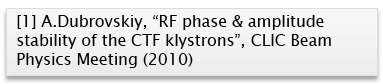 [1] A.Dubrovskiy, “RF phase & amplitude
stability of the CTF klystrons”, CLIC Beam
Physics Meeting (2010)